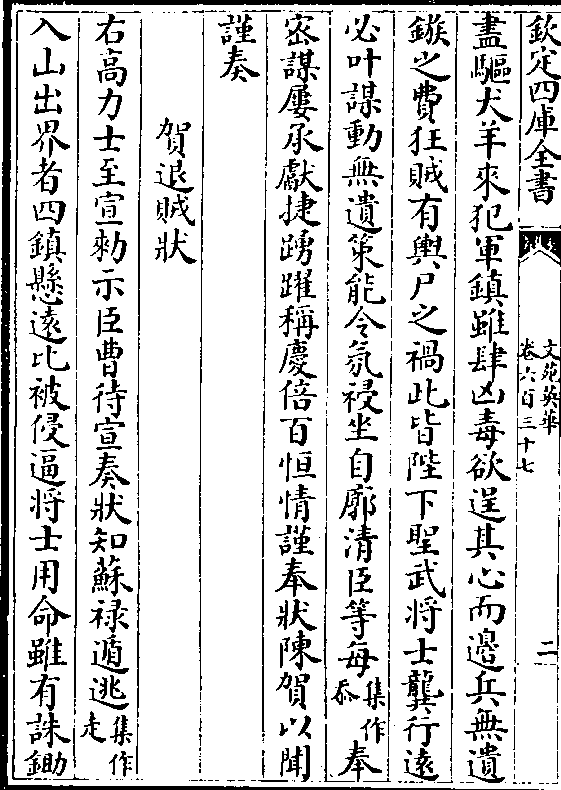 欽定四庫全書
文苑英華
卷六百三十七
二
盡驅犬羊來犯軍鎮雖肆凶毒欲逞其心而邊兵無遺
鏃之費狂賊有輿尸之禍此皆陛下聖武將士龔行遠
必叶謀動無遺策能令氛祲坐自廓清臣等每集作忝奉
宻謀屢承獻捷踴躍稱慶倍百恒情謹奉狀陳賀以聞
謹奏
賀退賊狀
右高力士至宣勑示臣曹待宣奏狀知蘇禄遁逃集作走
入山出界者四鎮懸遠比被侵逼將士用命雖有誅鋤